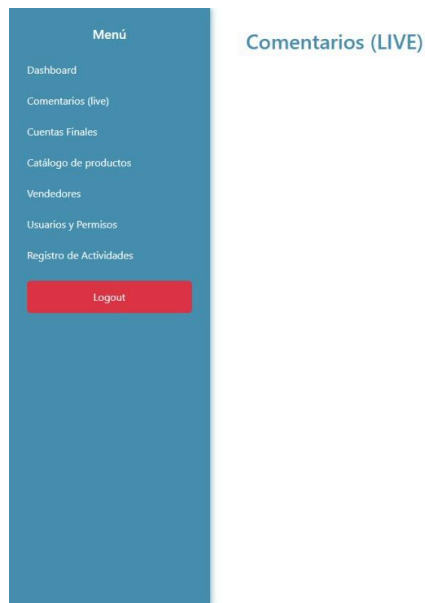 Menú
Dashboard
Comentarios (live)
Cuentas Finales
Catálogo de productos
Vendedores
Usuarios y Permisos
Registro de Actividades
Logout
Comentarios (LIVE)